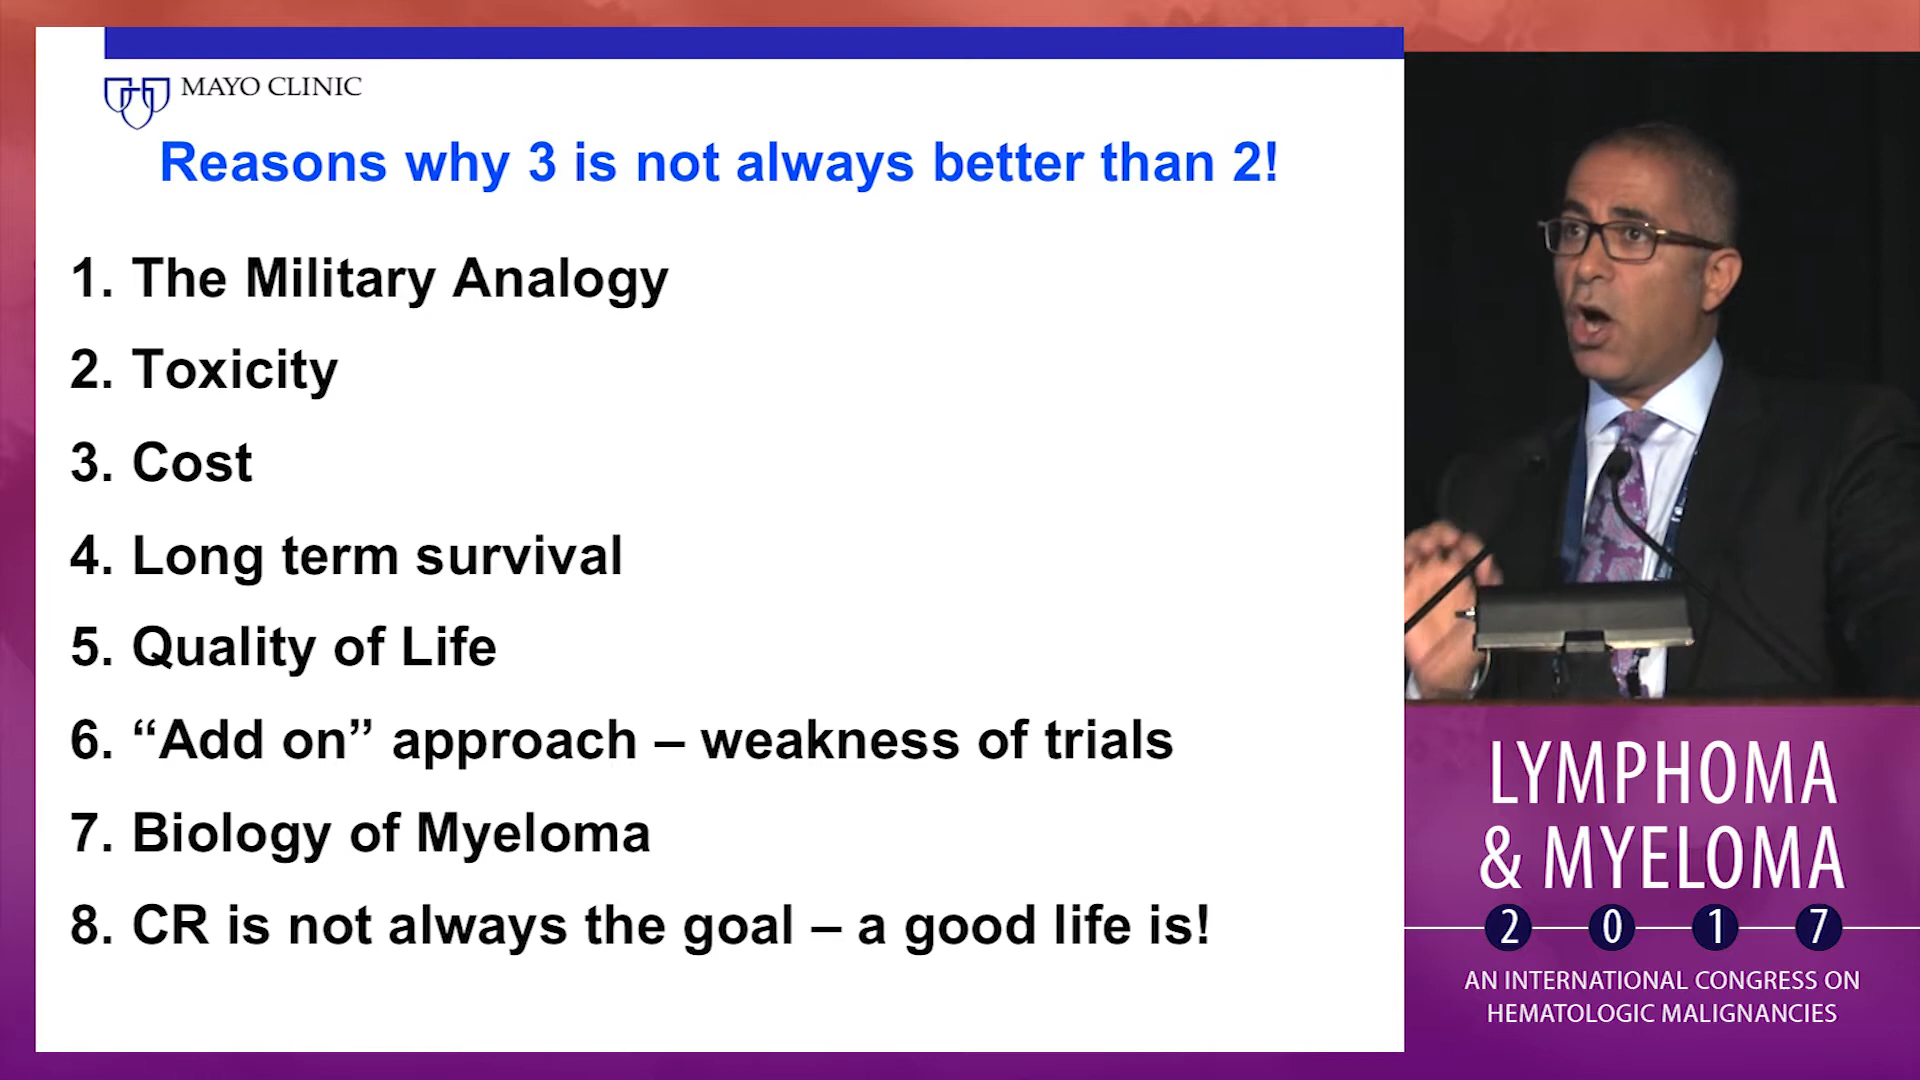 MAYO CLINIC
Reasons why 3 is not always better than 2!
1. The Military Analogy
2. Toxicity
3. Cost
4. Long term survival
5. Quality of Life
6. “Add on” approach – weakness of trials
7. Biology of Myeloma
8. CR is not always the goal – a good life is!
LYMPHOMA
& MYELOMA
2 0 1 7
AN INTERNATIONAL CONGRESS ON
HEMATOLOGIC MALIGNANCIES